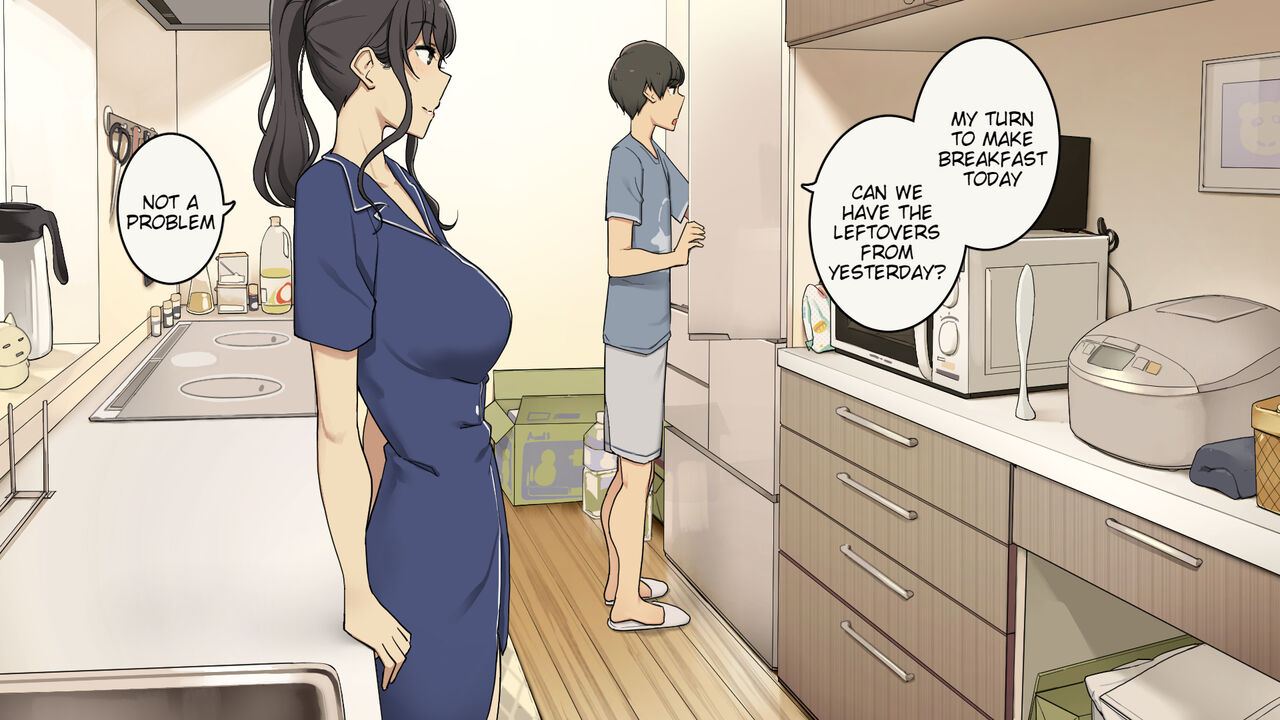 MY TURN
TO MAKE
BREAKFAST
TODAY
CAN WE
HAVE THE
LEFTOVERS
FROM
YESTERDAY?
NOT A
PROBLEM